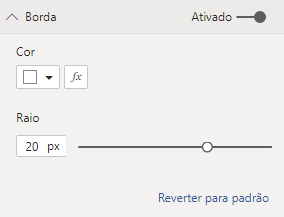 Borda Ativado
Cor
fx
Raio
20 px
Reverter para padrão